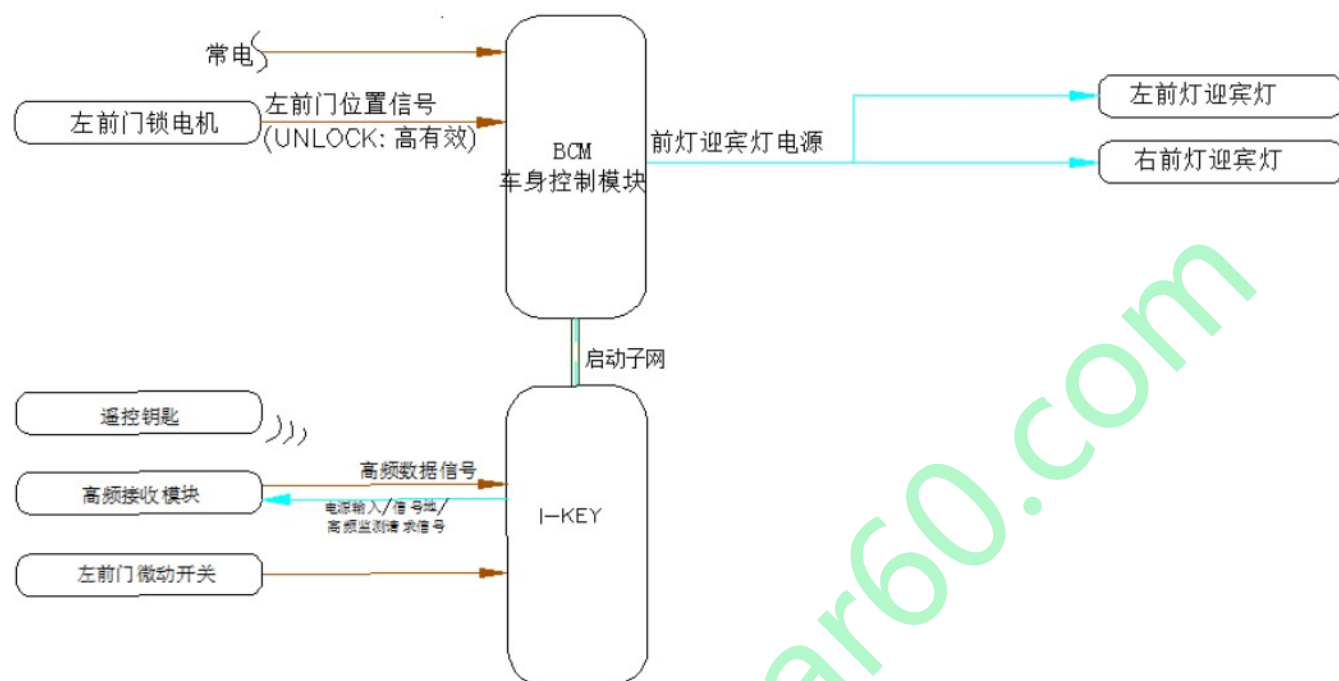 常电
左前门锁电机
左前门位置信号
(UNLOCK: 高有效)
BCM
车身控制模块
前灯迎宾灯电源
左前灯迎宾灯
右前灯迎宾灯
启动子网
遥控钥匙
高频接收模块
高频数据信号
电源输入/信号地/
高频监测请求信号
左前门微动开关
I-KEY
ar60.com